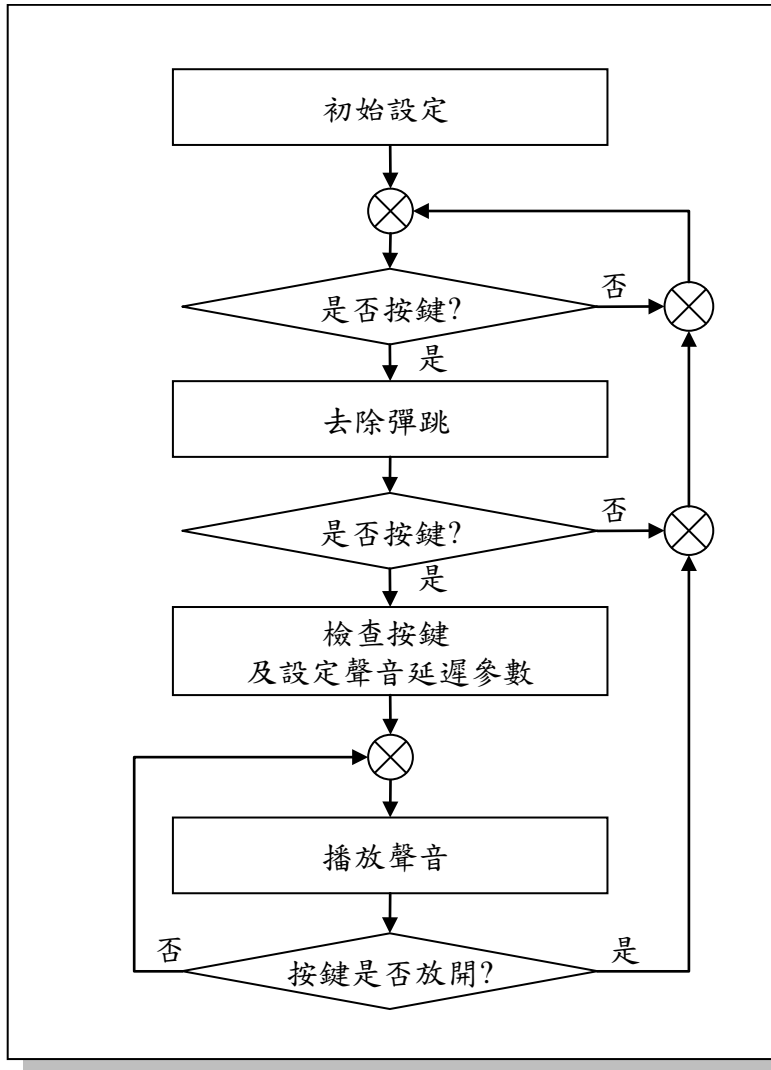 初始設定
是否按鍵?
否
是
去除彈跳
是否按鍵?
否
是
檢查按鍵
及設定聲音延遲參數
播放聲音
否
按鍵是否放開?
是